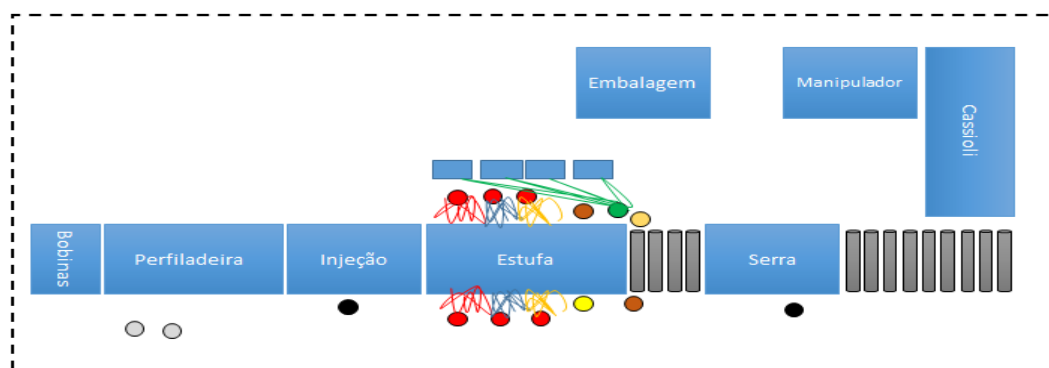 Embalagem
Manipulador
Cassioli
Bobinas
Perfiladeira
Injeção
Estufa
Serra